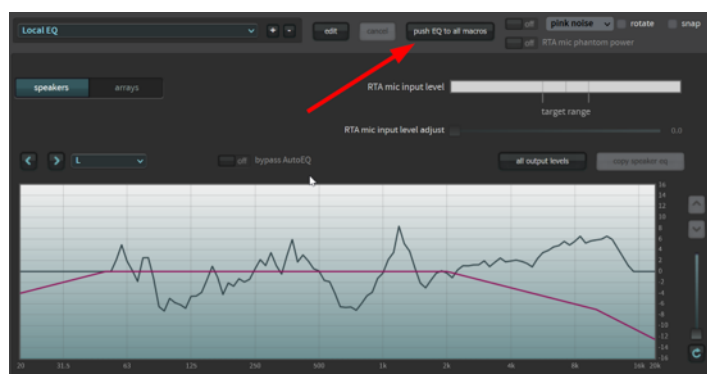 Local EQ + - edit cancel push EQ to all macros off pink noise rotate snap
off RTA mic phantom power
speakers arrays RTA mic input level
target range
RTA mic input level adjust 0.0
L off bypass AutoEQ all output levels copy speaker eq
16
14
12
10
8
6
4
2
0
-2
-4
-6
-8
-10
-12
-14
-16
20 31.5 63 125 250 500 1k 2k 4k 8k 16k 20k